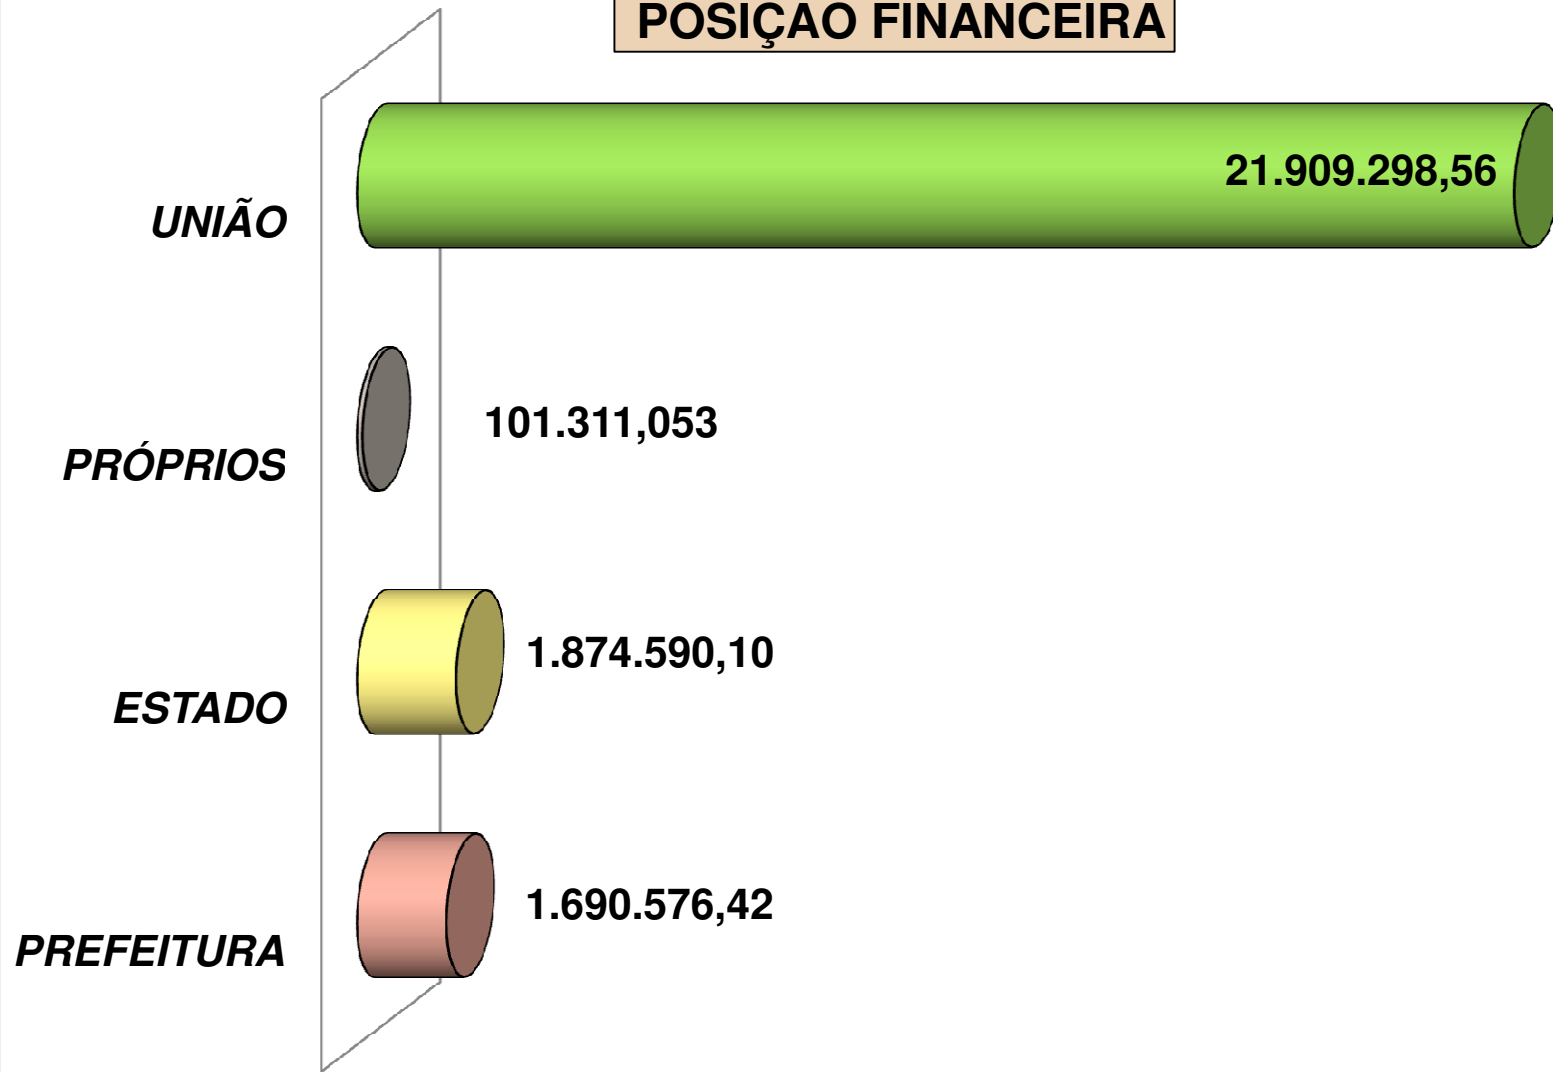 POSIÇAO FINANCEIRA
UNIÃO
21.909.298,56
PRÓPRIOS
101.311,053
ESTADO
1.874.590,10
PREFEITURA
1.690.576,42